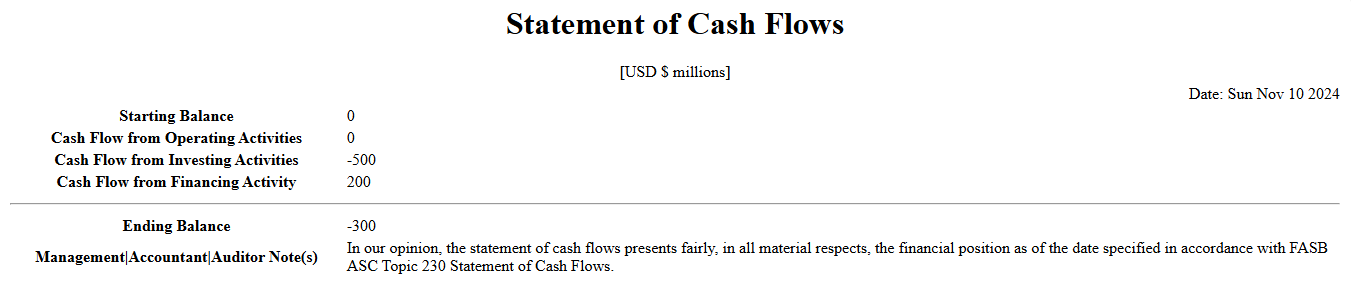 Statement of Cash Flows
[USD $ millions]
Date: Sun Nov 10 2024
Starting Balance 0
Cash Flow from Operating Activities 0
Cash Flow from Investing Activities -500
Cash Flow from Financing Activity 200
Ending Balance -300
Management|Accountant|Auditor Note(s) In our opinion, the statement of cash flows presents fairly, in all material respects, the financial position as of the date specified in accordance with FASB
ASC Topic 230 Statement of Cash Flows.